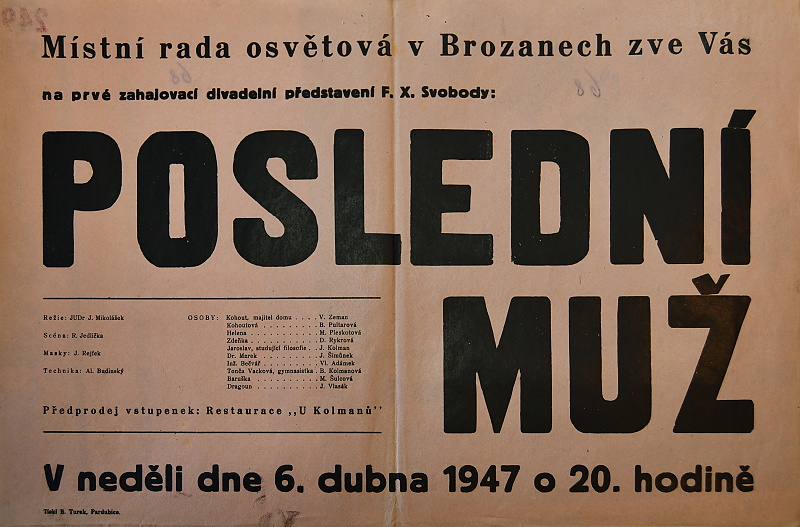 Místní rada osvětová v Brozanech zve Vás
na prvé zahajovací divadelní představení F. X. Svobody:
POSLEDNÍ
MUŽ
Režie: JUDr J. Mikolášek
Scéna: R. Jedlička
Masky: J. Rejfek
Technika: Al. Budinský
OSOBY: Kohout, majitel domu . . . . V. Zeman
Kohoutová . . . . . . . . . . B. Pultarová
Helena . . . . . . . . . . . . M. Pleskotová
Zdeňka . . . . . . . . . . . . D. Rykrová
Jaroslav, studující filosofie . J. Kolman
Dr. Marek . . . . . . . . . . J. Šimůnek
Inž. Bečvář . . . . . . . . . . Vl. Adámek
Tonča Vacková, gymnasistka . B. Kolmanová
Baruška . . . . . . . . . . . M. Šulcová
Dragoun . . . . . . . . . . . J. Vlasák
Předprodej vstupenek: Restaurace ,,U Kolmanů''
V neděli dne 6. dubna 1947 o 20. hodině
Tiskl B. Turek, Pardubice.